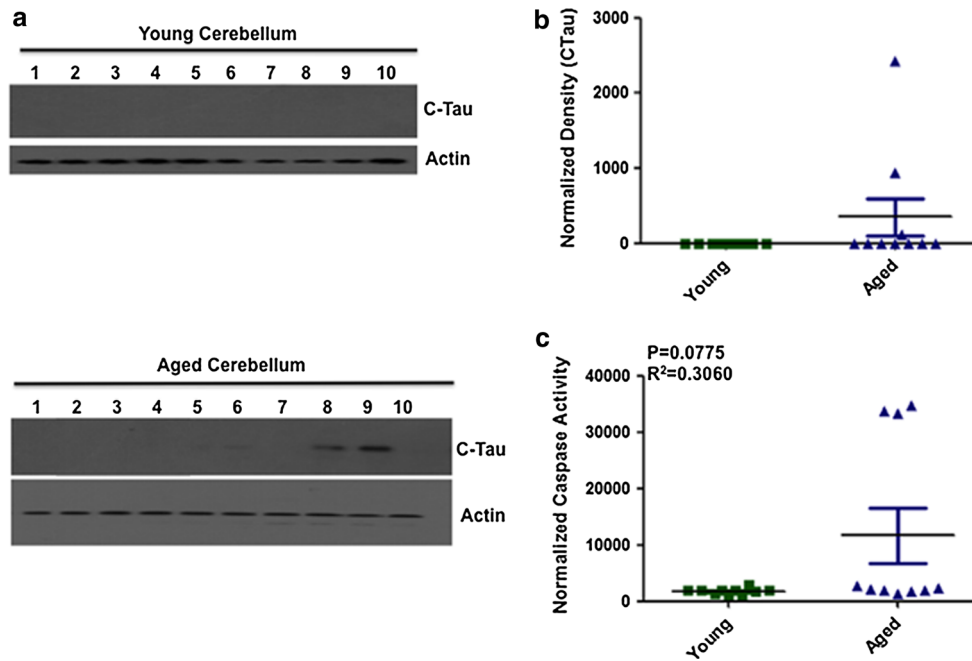 a
Young Cerebellum
1 2 3 4 5 6 7 8 9 10
C-Tau
Actin
Aged Cerebellum
1 2 3 4 5 6 7 8 9 10
C-Tau
Actin
b
Normalized Density (CTau)
3000
2000
1000
0
Young
Aged
c
P=0.0775
R²=0.3060
Normalized Caspase Activity
40000
30000
20000
10000
0
Young
Aged